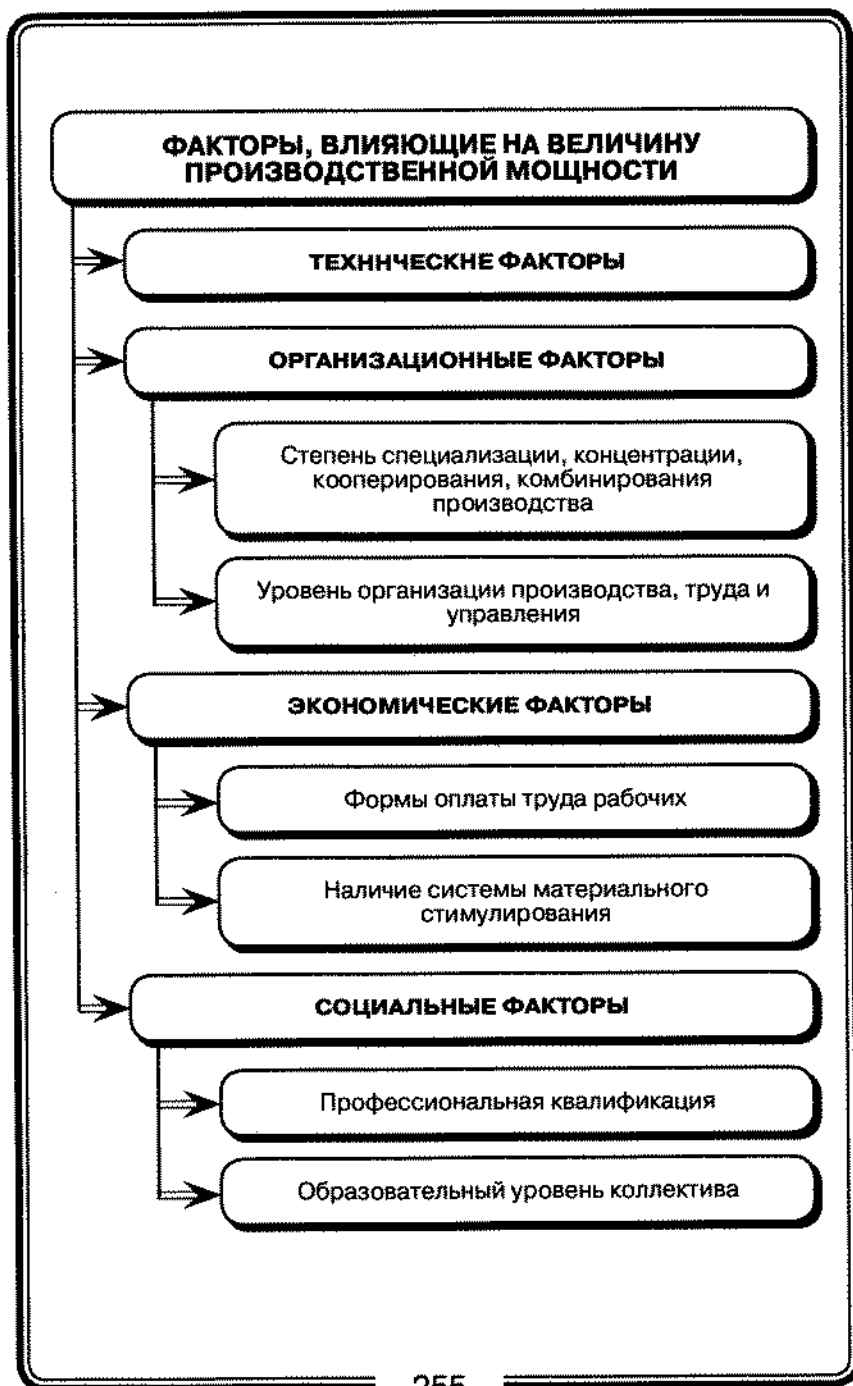 ФАКТОРЫ, ВЛИЯЮЩИЕ НА ВЕЛИЧИНУ
ПРОИЗВОДСТВЕННОЙ МОЩНОСТИ
ТЕХННЧЕСКНЕ ФАКТОРЫ
ОРГАНИЗАЦИОННЫЕ ФАКТОРЫ
Степень специализации, концентрации,
кооперирования, комбинирования
производства
Уровень организации производства, труда и
управления
ЭКОНОМИЧЕСКИЕ ФАКТОРЫ
Формы оплаты труда рабочих
Наличие системы материального
стимулирования
СОЦИАЛЬНЫЕ ФАКТОРЫ
Профессиональная квалификация
Образовательный уровень коллектива
255